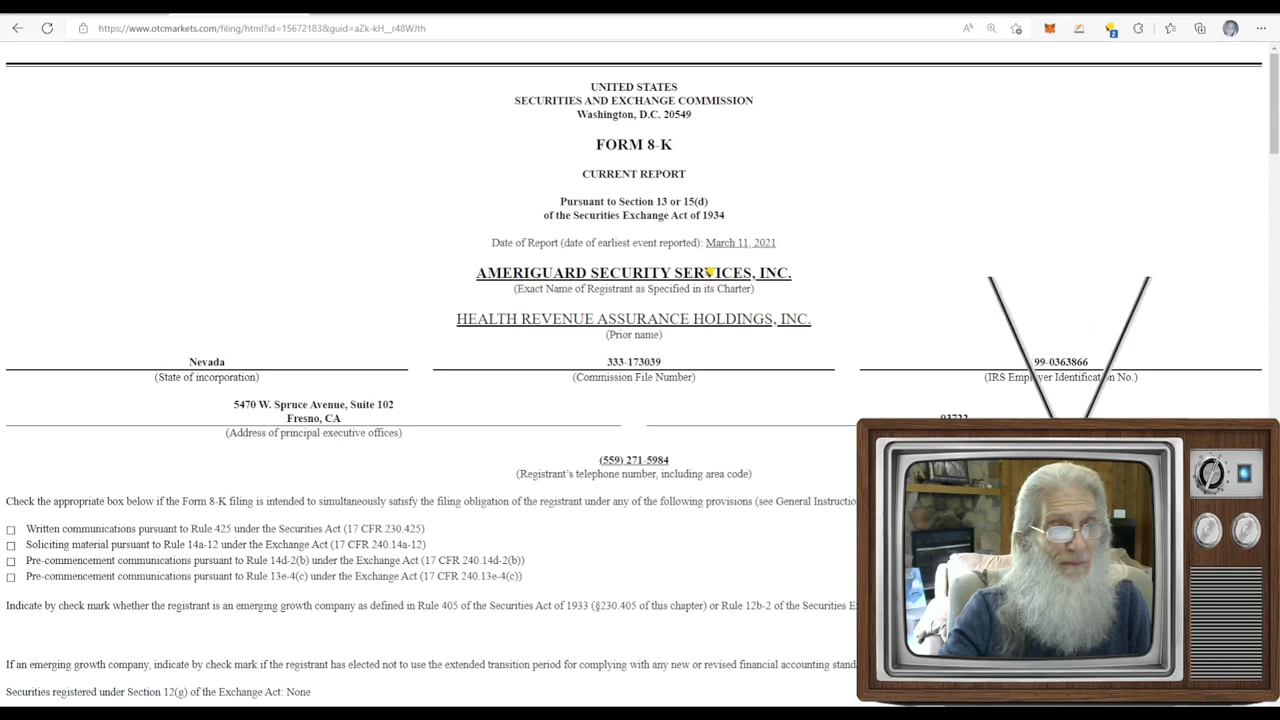 https://www.otcmarkets.com/filing/html?id=15672183&guid=aZk-kH__r48WJth
2
UNITED STATES
SECURITIES AND EXCHANGE COMMISSION
Washington, D.C. 20549
FORM 8-K
CURRENT REPORT
Pursuant to Section 13 or 15(d)
of the Securities Exchange Act of 1934
Date of Report (date of earliest event reported): March 11, 2021
AMERIGUARD SECURITY SERVICES, INC.
(Exact Name of Registrant as Specified in its Charter)
HEALTH REVENUE ASSURANCE HOLDINGS, INC.
(Prior name)
Nevada 333-173039 99-0363866
(State of incorporation) (Commission File Number) (IRS Employer Identification No.)
5470 W. Spruce Avenue, Suite 102
Fresno, CA 93722
(Address of principal executive offices)
(559) 271-5984
(Registrant's telephone number, including area code)
Check the appropriate box below if the Form 8-K filing is intended to simultaneously satisfy the filing obligation of the registrant under any of the following provisions (see General Instructio
☐ Written communications pursuant to Rule 425 under the Securities Act (17 CFR 230.425)
☐ Soliciting material pursuant to Rule 14a-12 under the Exchange Act (17 CFR 240.14a-12)
☐ Pre-commencement communications pursuant to Rule 14d-2(b) under the Exchange Act (17 CFR 240.14d-2(b))
☐ Pre-commencement communications pursuant to Rule 13e-4(c) under the Exchange Act (17 CFR 240.13e-4(c))
Indicate by check mark whether the registrant is an emerging growth company as defined in Rule 405 of the Securities Act of 1933 (§230.405 of this chapter) or Rule 12b-2 of the Securities E
If an emerging growth company, indicate by check mark if the registrant has elected not to use the extended transition period for complying with any new or revised financial accounting stand
Securities registered under Section 12(g) of the Exchange Act: None